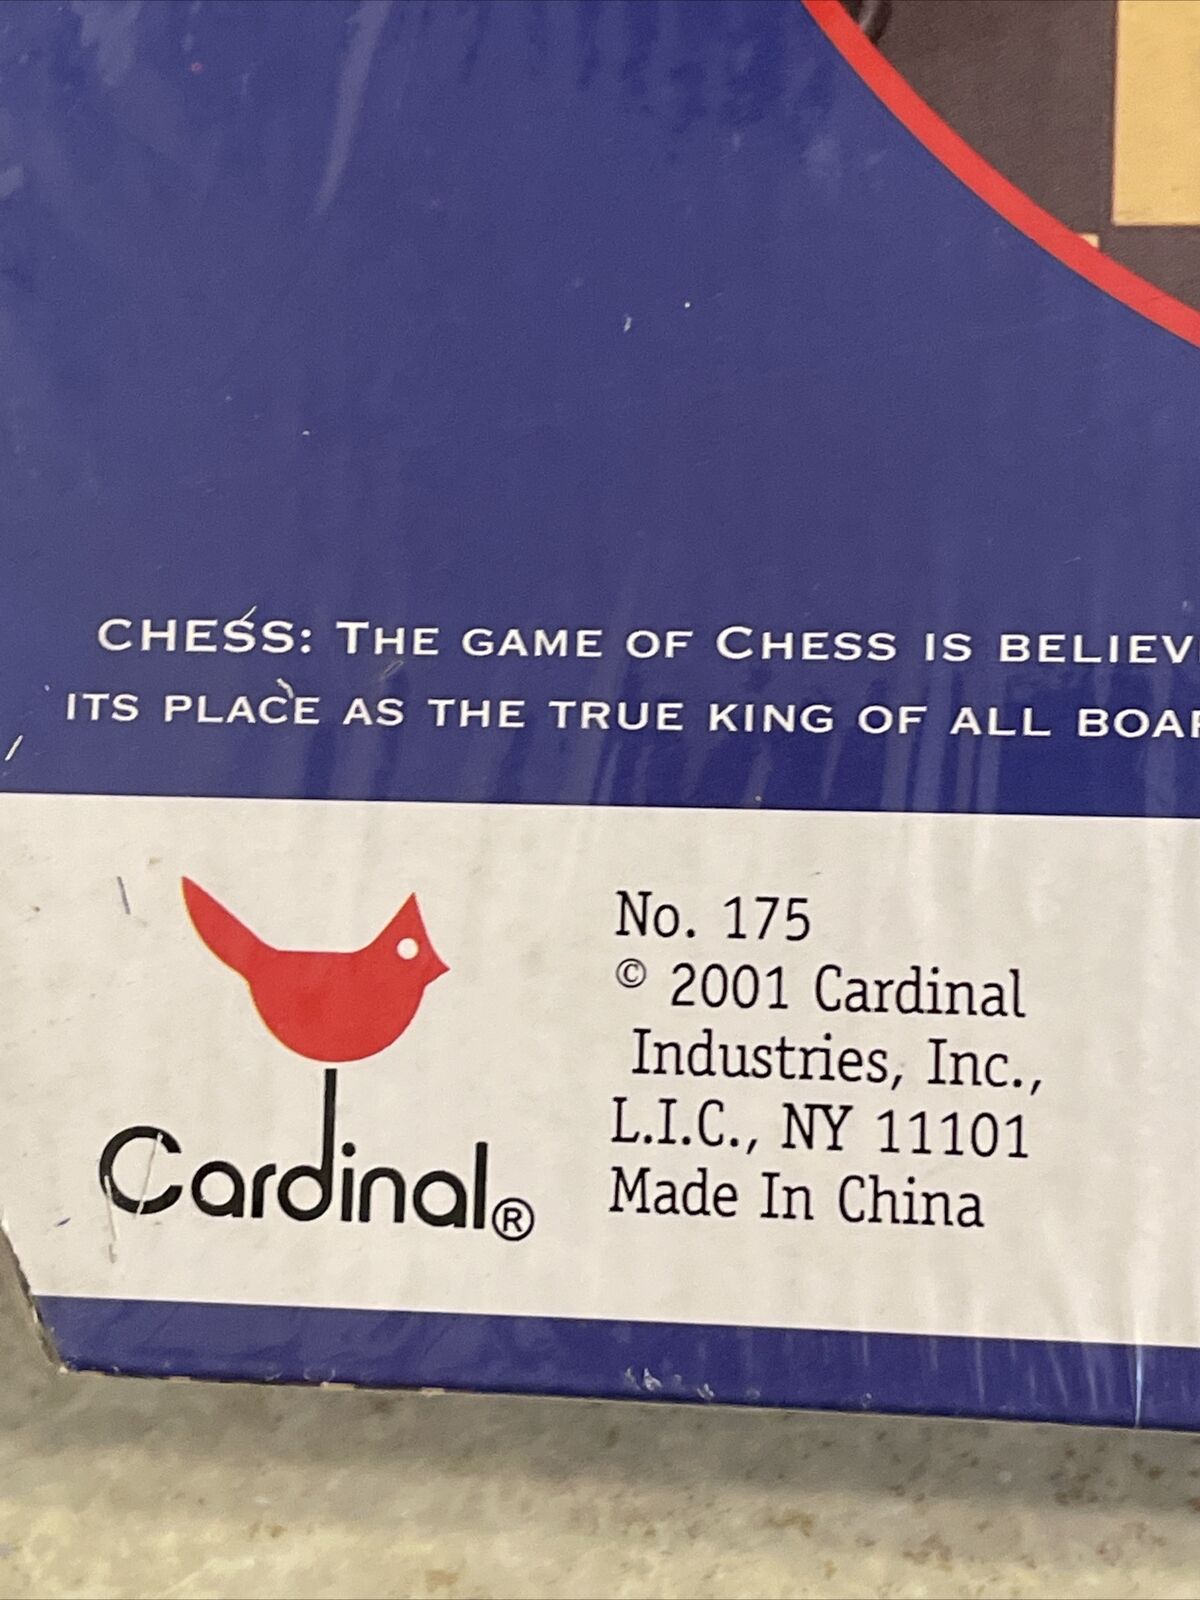 CHESS: THE GAME OF CHESS IS
ITS PLACE AS THE TRUE KING OF ALL
Cardinal®
No. 175
© 2001 Cardinal
Industries, Inc.,
L.I.C., NY 11101
Made In China